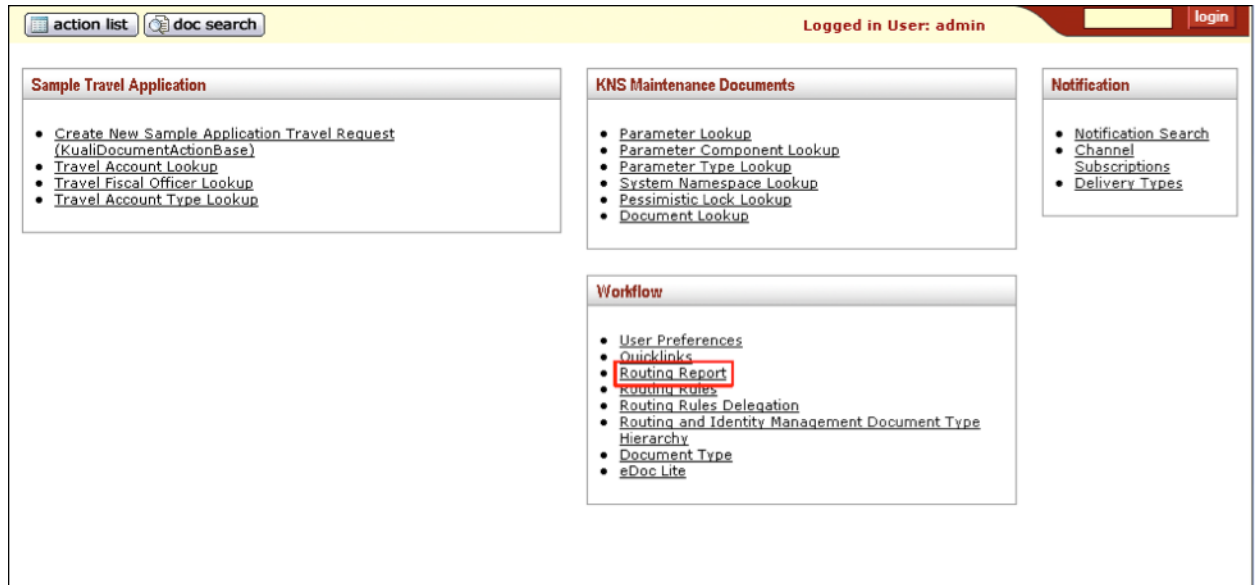 action list
doc search
Logged in User: admin
login
Sample Travel Application
Create New Sample Application Travel Request
(KualiDocumentActionBase)
Travel Account Lookup
Travel Fiscal Officer Lookup
Travel Account Type Lookup
KNS Maintenance Documents
Parameter Lookup
Parameter Component Lookup
Parameter Type Lookup
System Namespace Lookup
Pessimistic Lock Lookup
Document Lookup
Notification
Notification Search
Channel
Subscriptions
Delivery Types
Workflow
User Preferences
Quicklinks
Routing Report
Routing Rules
Routing Rules Delegation
Routing and Identity Management Document Type
Hierarchy
Document Type
eDoc Lite